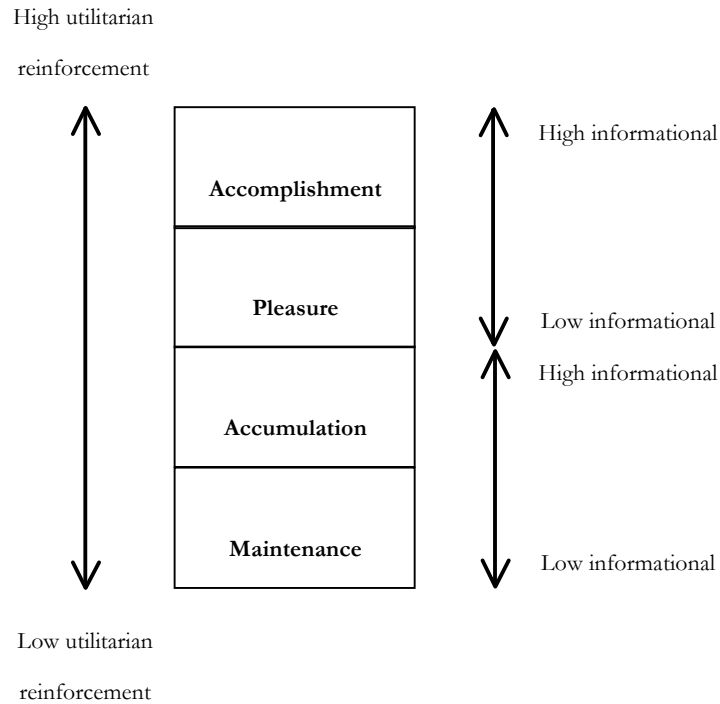 High utilitarian
reinforcement
High informational
Accomplishment
Pleasure
Low informational
High informational
Accumulation
Maintenance
Low informational
Low utilitarian
reinforcement